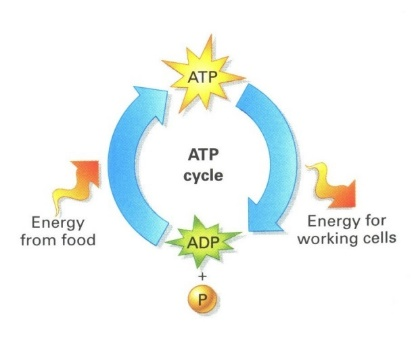 ATP
ATP
cycle
Energy
from food
Energy for
working cells
ADP
+
P